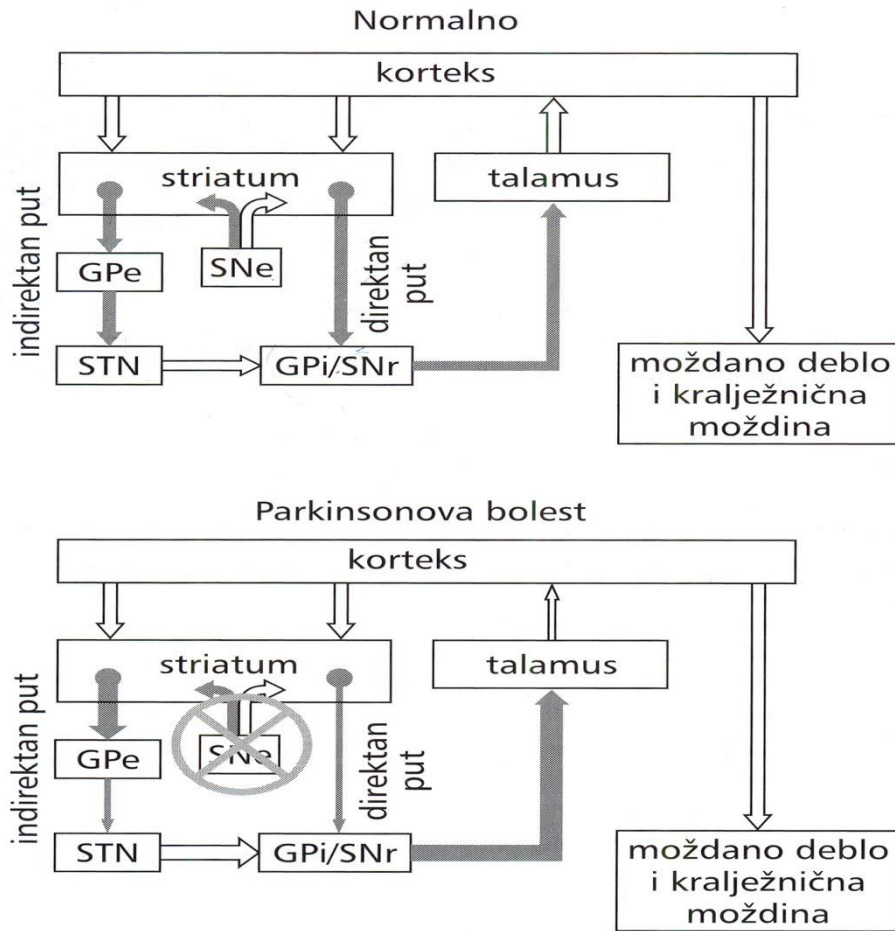 Normalno
korteks
striatum
talamus
indirektan put
GPe
SNe
direktan
put
STN
GPi/SNr
moždano deblo
i kralježnična
moždina
Parkinsonova bolest
korteks
striatum
talamus
indirektan put
GPe
SNe
direktan
put
STN
GPi/SNr
moždano deblo
i kralježnična
moždina